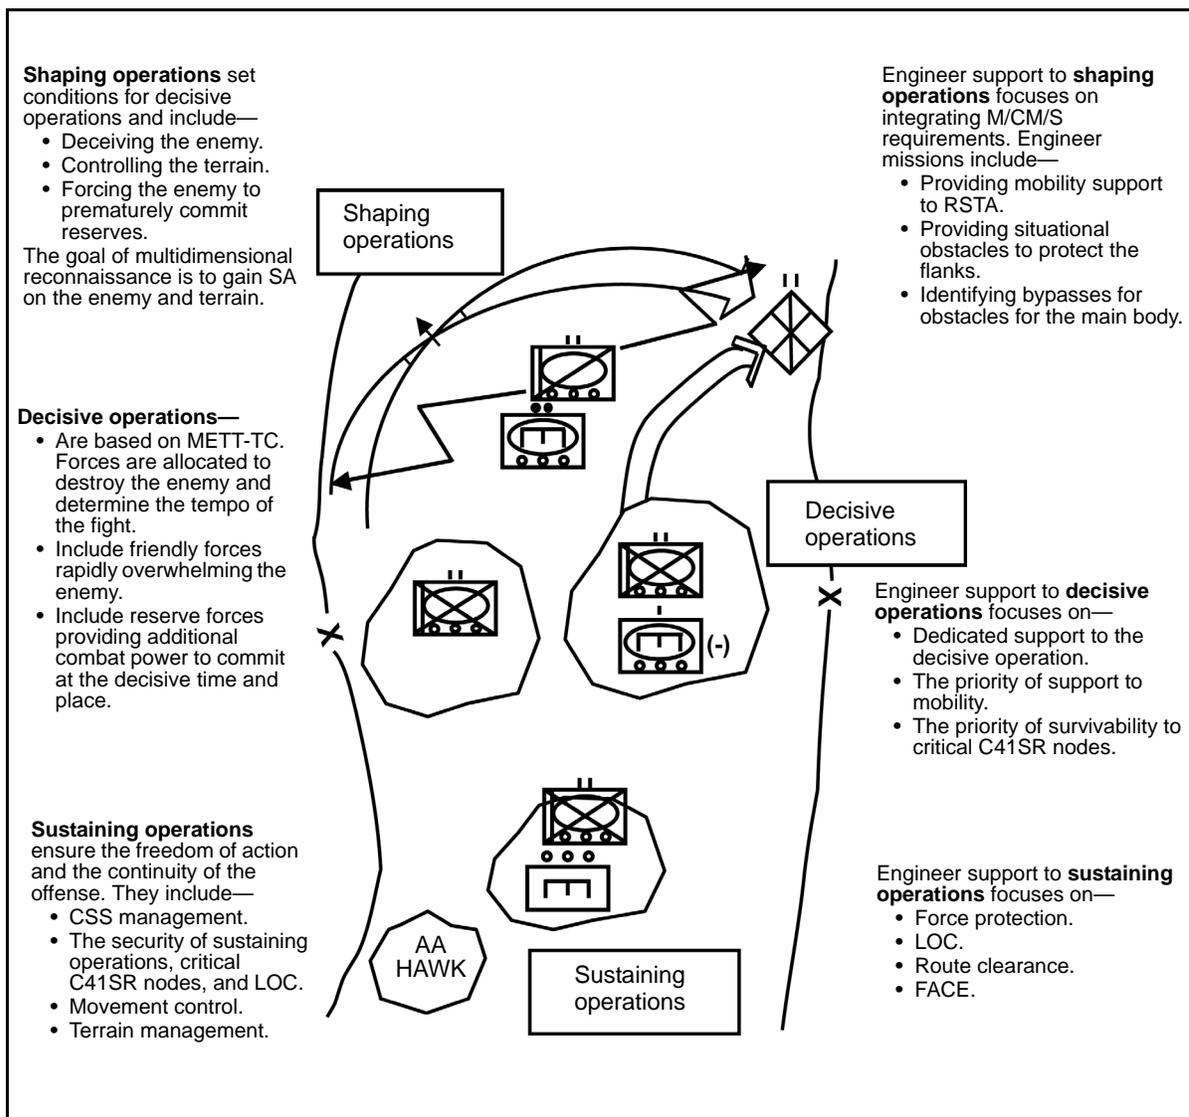 Shaping operations set
conditions for decisive
operations and include—
• Deceiving the enemy.
• Controlling the terrain.
• Forcing the enemy to
prematurely commit
reserves.
The goal of multidimensional
reconnaissance is to gain SA
on the enemy and terrain.
Shaping
operations
Engineer support to shaping
operations focuses on
integrating M/CM/S
requirements. Engineer
missions include—
• Providing mobility support
to RSTA.
• Providing situational
obstacles to protect the
flanks.
• Identifying bypasses for
obstacles for the main body.
Decisive operations—
• Are based on METT-TC.
Forces are allocated to
destroy the enemy and
determine the tempo of
the fight.
• Include friendly forces
rapidly overwhelming the
enemy.
• Include reserve forces
providing additional
combat power to commit
at the decisive time and
place.
Decisive
operations
X
X
(-)
Engineer support to decisive
operations focuses on—
• Dedicated support to the
decisive operation.
• The priority of support to
mobility.
• The priority of survivability to
critical C41SR nodes.
Sustaining operations
ensure the freedom of action
and the continuity of the
offense. They include—
• CSS management.
• The security of sustaining
operations, critical
C41SR nodes, and LOC.
• Movement control.
• Terrain management.
AA
HAWK
Sustaining
operations
Engineer support to sustaining
operations focuses on—
• Force protection.
• LOC.
• Route clearance.
• FACE.